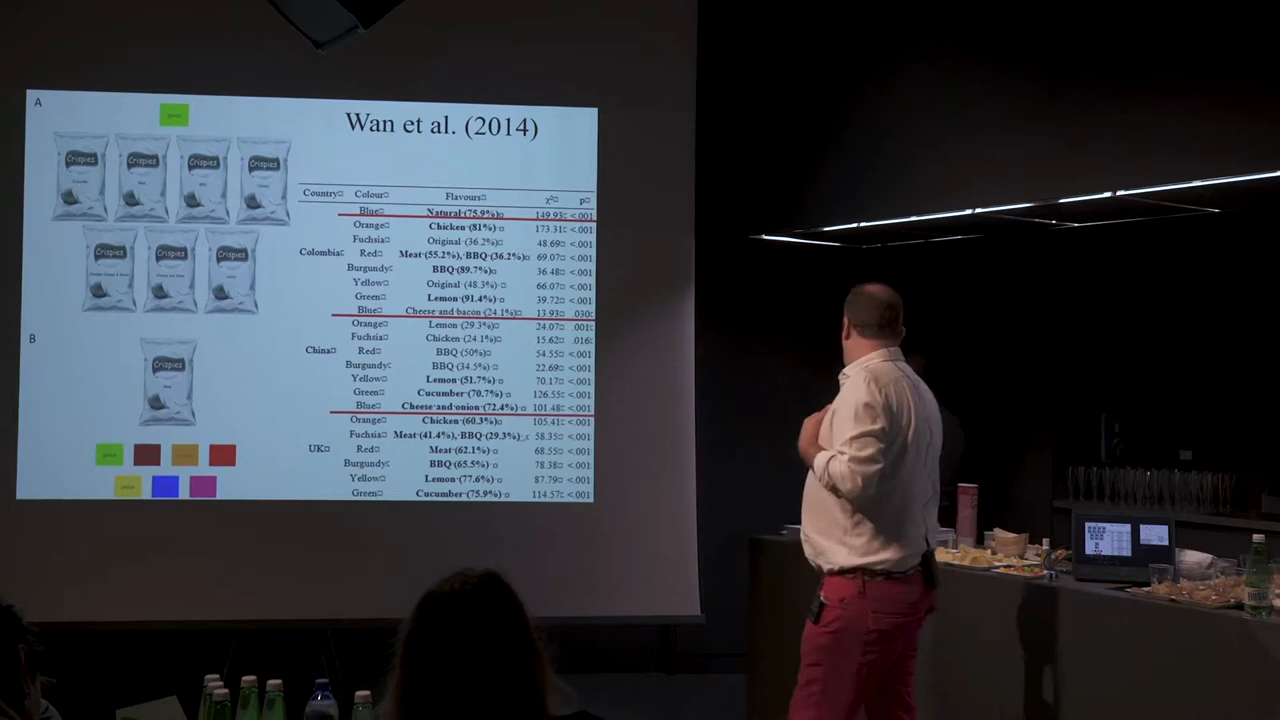 A
green
Wan et al. (2014)
Crispies Crispies Crispies Crispies
Crispies Crispies Crispies
B
Crispies
green
Country¤ Colour¤ Flavours¤ χ²¤ p¤
Blue¤ Natural·(75.9%)¤ 149.93¤ <.001
Orange¤ Chicken·(81%)·¤ 173.31¤ <.001
Fuchsia¤ Original·(36.2%)¤ 48.69¤ <.001
Colombia¤ Red¤ Meat·(55.2%),·BBQ·(36.2%)¤ 69.07¤ <.001
Burgundy¤ BBQ·(89.7%)¤ 36.48¤ <.001
Yellow¤ Original·(48.3%)·¤ 66.07¤ <.001
Green¤ Lemon·(91.4%)·¤ 39.72¤ <.001
Blue¤ Cheese·and·bacon·(24.1%)¤ 13.93¤ .030¤
Orange¤ Lemon·(29.3%)¤ 24.07¤ .001¤
Fuchsia¤ Chicken·(24.1%)¤ 15.62¤ .016¤
China¤ Red¤ BBQ·(50%)¤ 54.55¤ <.001
Burgundy¤ BBQ·(34.5%)·¤ 22.69¤ <.001
Yellow¤ Lemon·(51.7%)·¤ 70.17¤ <.001
Green¤ Cucumber·(70.7%)·¤ 126.55¤ <.001
Blue¤ Cheese·and·onion·(72.4%)·¤ 101.48¤ <.001
Orange¤ Chicken·(60.3%)¤ 105.41¤ <.001
Fuchsia¤ Meat·(41.4%),·BBQ·(29.3%)·¤ 58.35¤ <.001
UK¤ Red¤ Meat·(62.1%)·¤ 68.55¤ <.001
Burgundy¤ BBQ·(65.5%)·¤ 78.38¤ <.001
Yellow¤ Lemon·(77.6%)·¤ 87.79¤ <.001
Green¤ Cucumber·(75.9%)·¤ 114.57¤ <.001